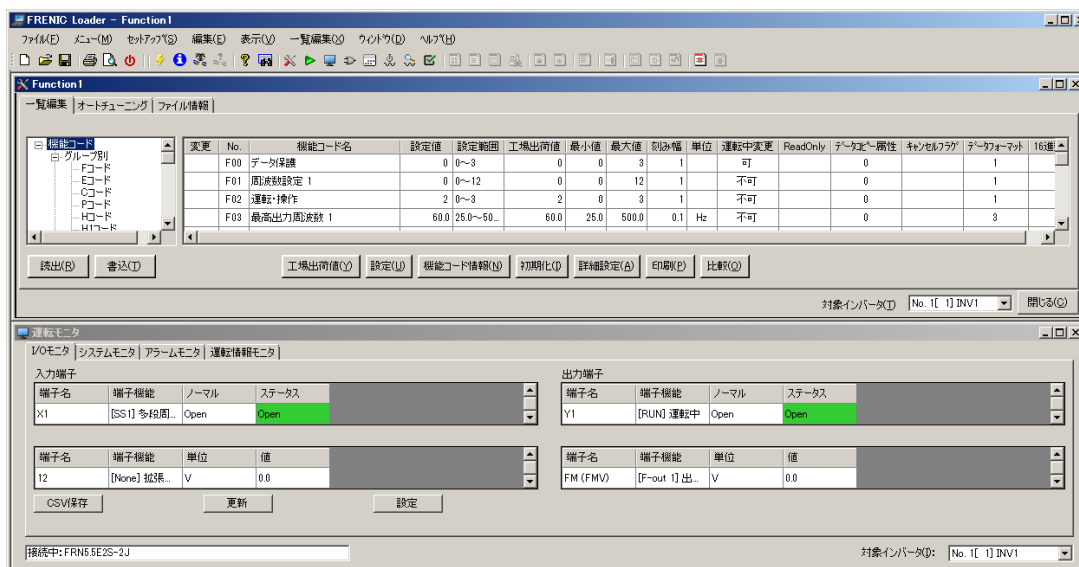 FRENIC Loader - Function1
ファイル(F) メニュー(M) セットアップ(S) 編集(E) 表示(V) 一覧編集(X) ウィンドウ(D) ヘルプ(H)
Function1
一覧編集 オートチューニング ファイル情報
機能コード
グループ別
Fコード
Eコード
Cコード
Pコード
Hコード
H1コード
変更 No. 機能コード名 設定値 設定範囲 工場出荷値 最小値 最大値 刻み幅 単位 運転中変更 ReadOnly データコピー属性 キャンセルフラグ データフォーマット 16進
F00 データ保護 0 0～3 0 0 3 1 可 0 1
F01 周波数設定 1 0 0～12 0 0 12 1 不可 0 1
F02 運転・操作 2 0～3 2 0 3 1 不可 0 1
F03 最高出力周波数 1 60.0 25.0～50... 60.0 25.0 500.0 0.1 Hz 不可 0 3
読出(R) 書込(T) 工場出荷値(Y) 設定(U) 機能コード情報(N) 初期化(I) 詳細設定(A) 印刷(P) 比較(O)
対象インバータ(T) No. 1[ 1] INV1 閉じる(C)
運転モニタ
I/Oモニタ システムモニタ アラームモニタ 運転情報モニタ
入力端子
端子名 端子機能 ノーマル ステータス
X1 [SS1] 多段周... Open Open
端子名 端子機能 単位 値
12 [None] 拡張... V 0.0
出力端子
端子名 端子機能 ノーマル ステータス
Y1 [RUN] 運転中 Open Open
端子名 端子機能 単位 値
FM (FMV) [F-out 1] 出... V 0.0
CSV保存 更新 設定
接続中: FRN5.5E2S-2J
対象インバータ(I): No. 1[ 1] INV1